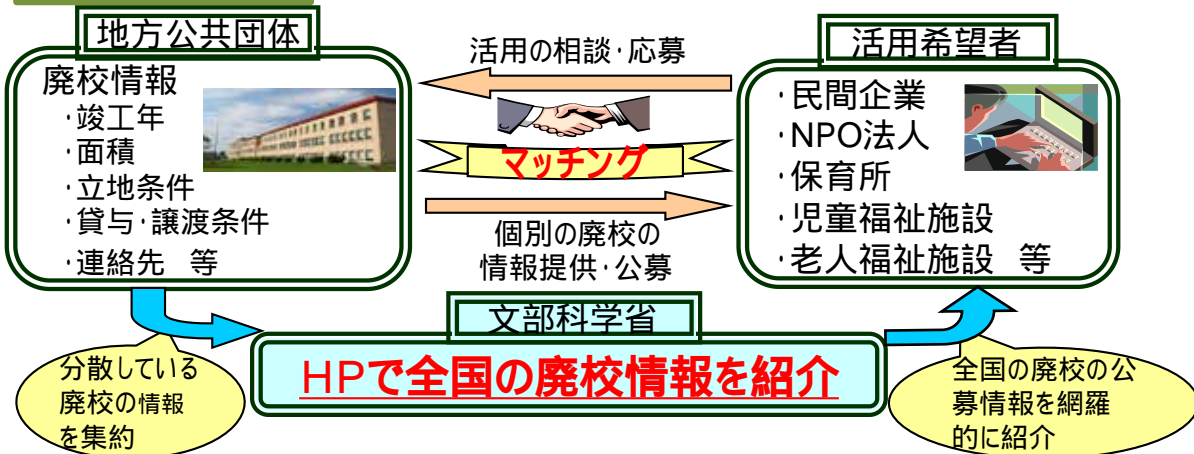 地方公共団体
廃校情報
・竣工年
・面積
・立地条件
・貸与・譲渡条件
・連絡先 等
活用の相談・応募
マッチング
個別の廃校の
情報提供・公募
活用希望者
・民間企業
・NPO法人
・保育所
・児童福祉施設
・老人福祉施設 等
文部科学省
HPで全国の廃校情報を紹介
分散している
廃校の情報
を集約
全国の廃校の公
募情報を網羅
的に紹介